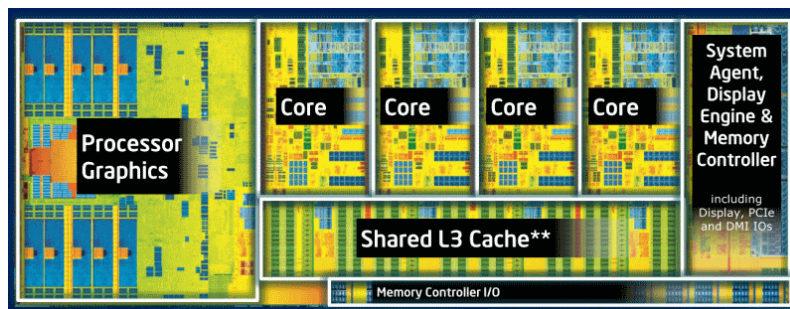 Processor
Graphics
Core
Core
Core
Core
System
Agent,
Display
Engine &
Memory
Controller
including
Display, PCIe
and DMI IOs
Shared L3 Cache**
Memory Controller I/O